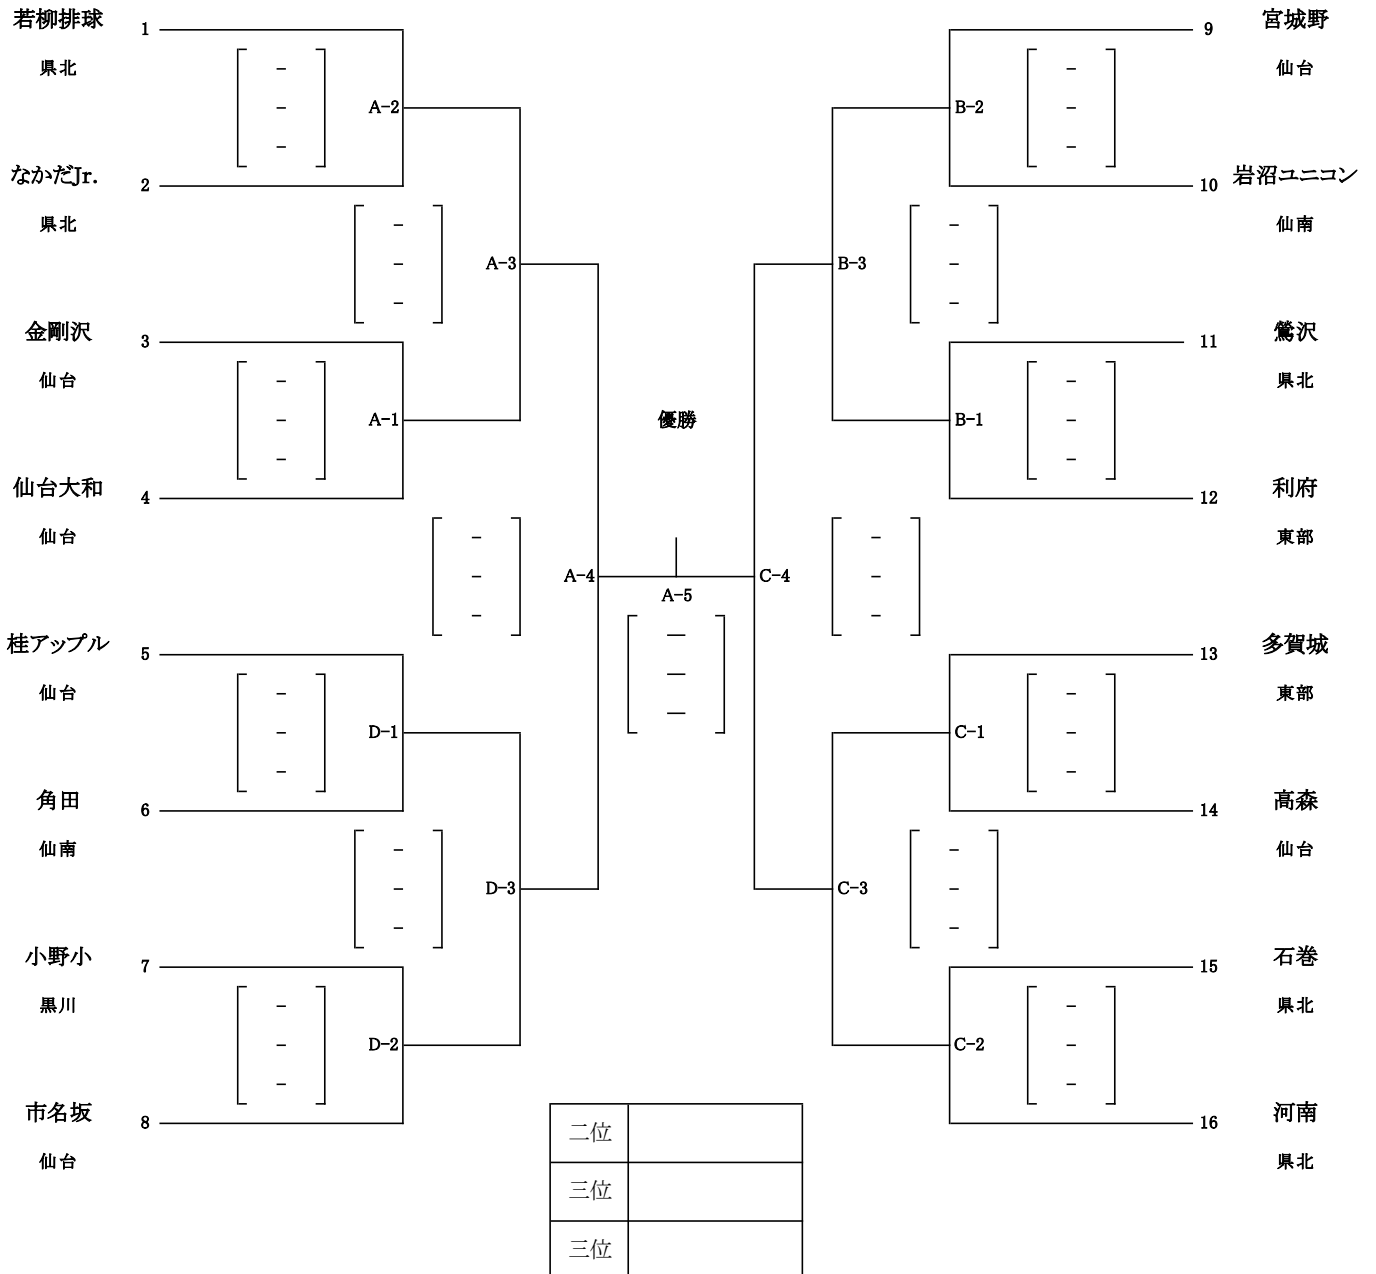 若柳排球 1
県北
-
-
-
A-2
なかだJr. 2
県北
-
-
-
A-3
金剛沢 3
仙台
-
-
-
A-1
仙台大和 4
仙台
-
-
-
A-4
桂アップル 5
仙台
-
-
-
D-1
角田 6
仙南
-
-
-
D-3
小野小 7
黒川
-
-
-
D-2
市名坂 8
仙台
優勝
A-5
—
—
—
9 宮城野
仙台
B-2
-
-
-
10 岩沼ユニコン
仙南
B-3
-
-
-
11 鶯沢
県北
B-1
-
-
-
12 利府
東部
C-4
-
-
-
13 多賀城
東部
C-1
-
-
-
14 高森
仙台
C-3
-
-
-
15 石巻
県北
C-2
-
-
-
16 河南
県北
二位
三位
三位